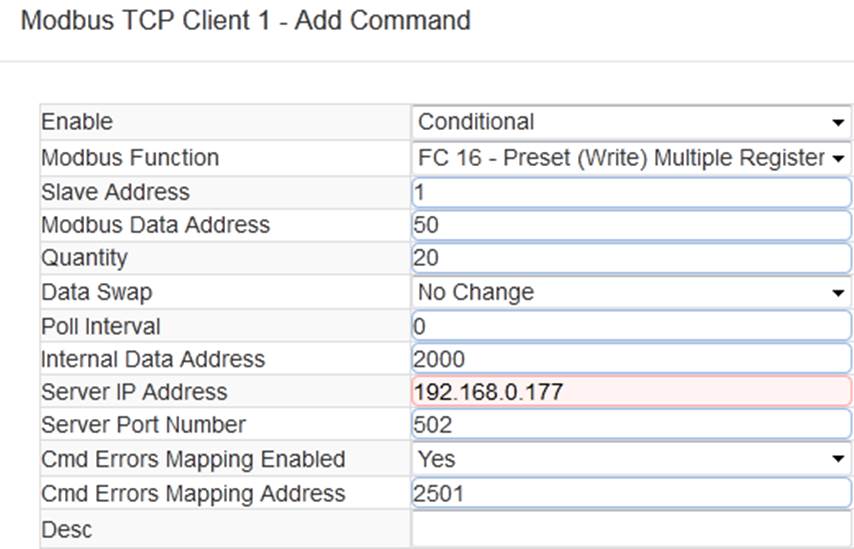 Modbus TCP Client 1 - Add Command
Enable Conditional
Modbus Function FC 16 - Preset (Write) Multiple Register
Slave Address 1
Modbus Data Address 50
Quantity 20
Data Swap No Change
Poll Interval 0
Internal Data Address 2000
Server IP Address 192.168.0.177
Server Port Number 502
Cmd Errors Mapping Enabled Yes
Cmd Errors Mapping Address 2501
Desc